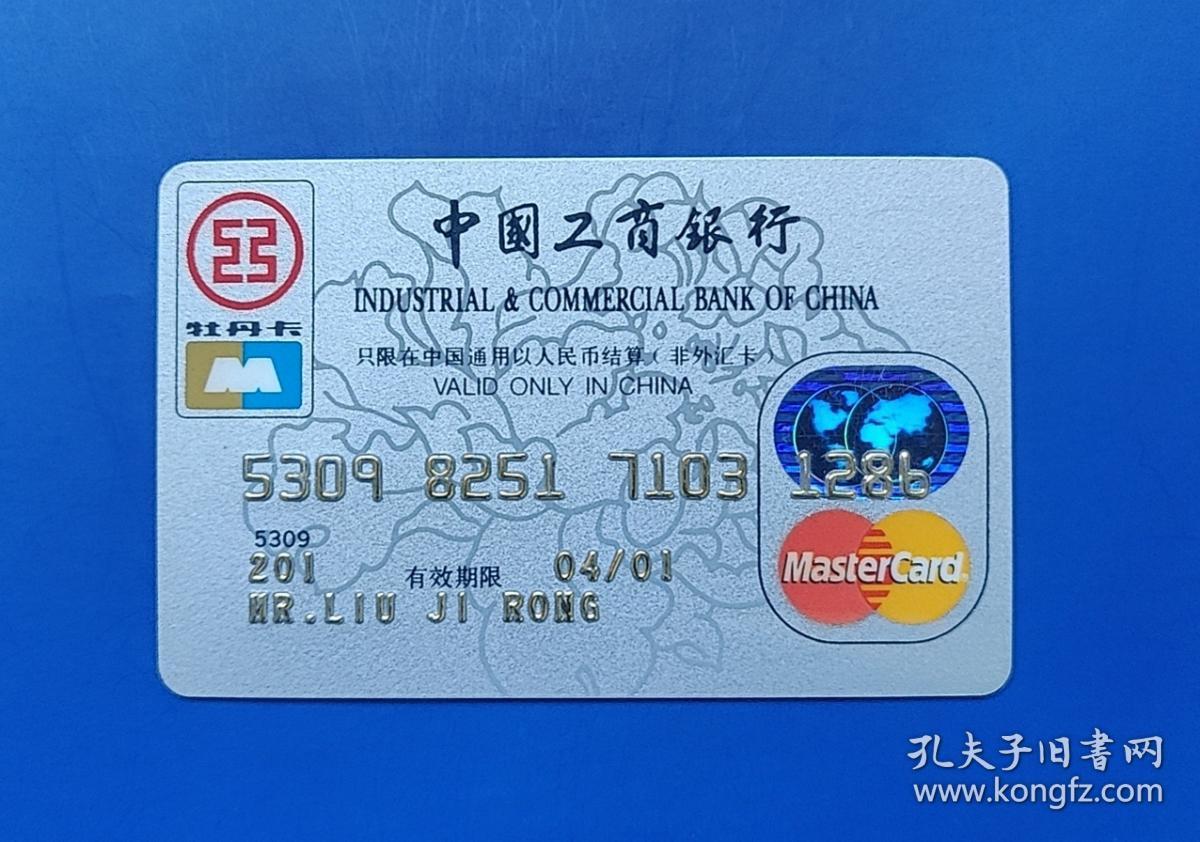 中國工商銀行
INDUSTRIAL & COMMERCIAL BANK OF CHINA
牡丹卡
只限在中国通用以人民币结算（非外汇卡）
VALID ONLY IN CHINA
5309 8251 7103 1286
5309
201 有效期限 04/01
MR.LIU JI RONG
MasterCard
孔夫子旧書网
www.kongfz.com